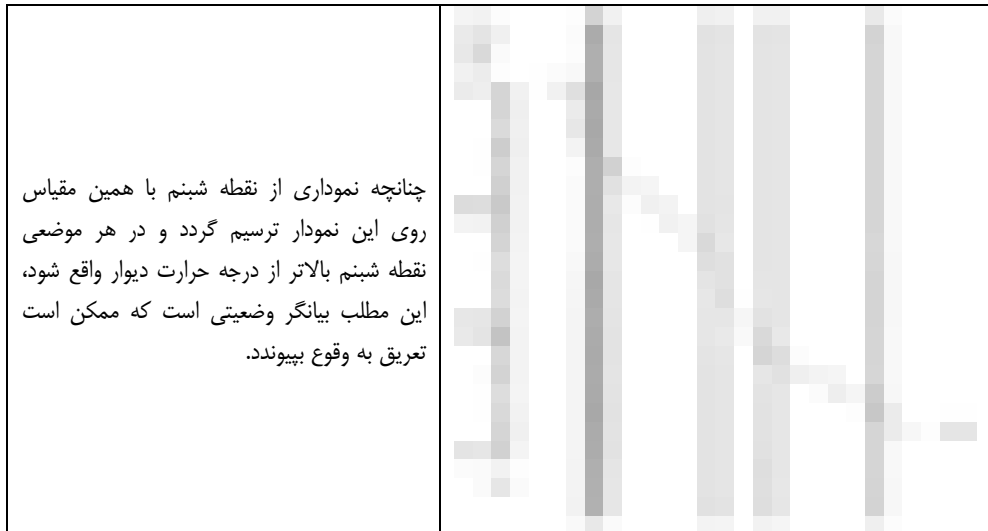 چنانچه نموداری از نقطه شبنم با همین مقیاس
روی این نمودار ترسیم گردد و در هر موضعی
نقطه شبنم بالاتر از درجه حرارت دیوار واقع شود،
این مطلب بیانگر وضعیتی است که ممکن است
تعریق به وقوع بپیوندد.